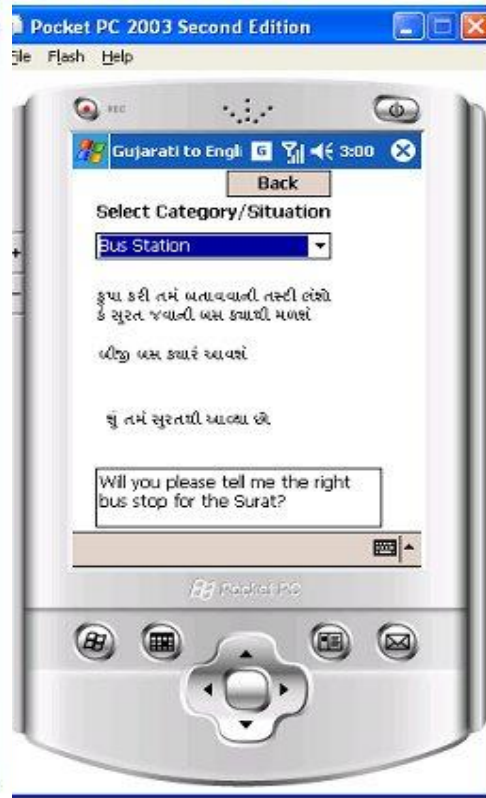 Pocket PC 2003 Second Edition
File Flash Help
REC
Gujarati to Engli G 3:00
Back
Select Category/Situation
Bus Station
કૃપા કરી તમે બતાવવાની તસ્ટી લેશો
કે સુરત જવાની બસ ક્યાથી મળશે
બીજી બસ ક્યારે આવશે
શું તમે સુરતથી આવ્યા છો
Will you please tell me the right
bus stop for the Surat?
Pocket PC